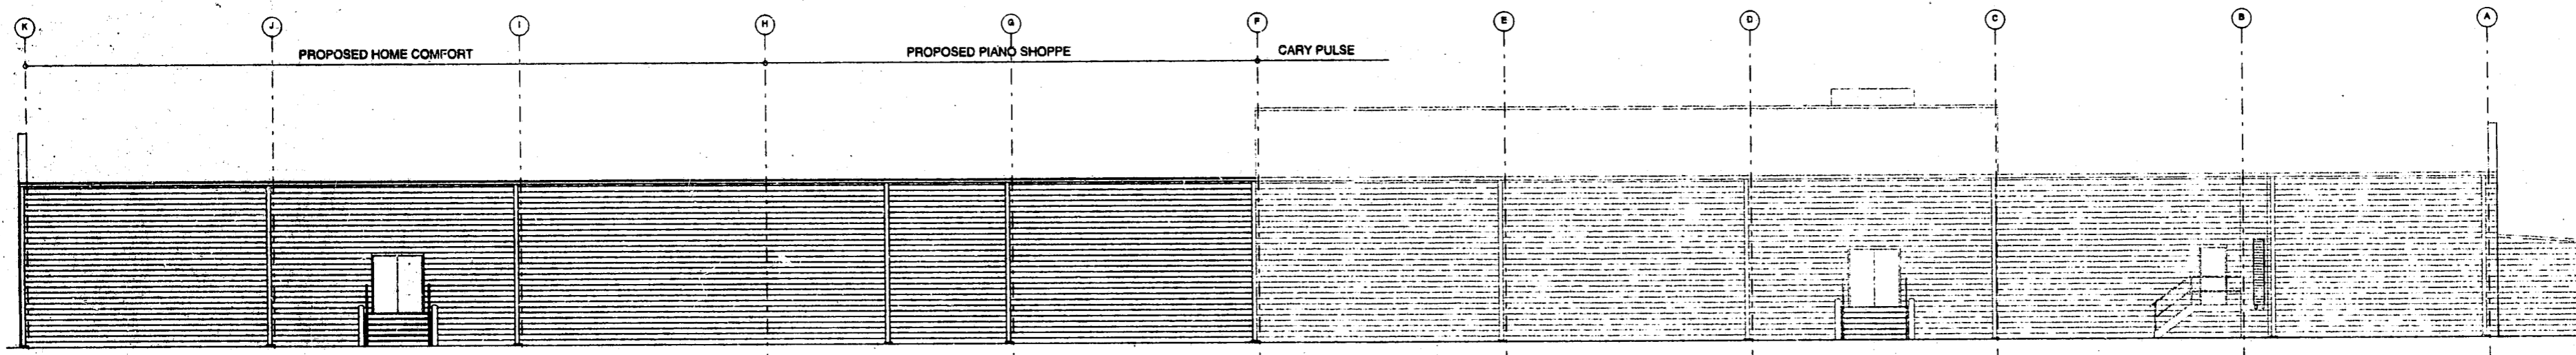 K J I H G F E D C B A
PROPOSED HOME COMFORT PROPOSED PIANO SHOPPE CARY PULSE